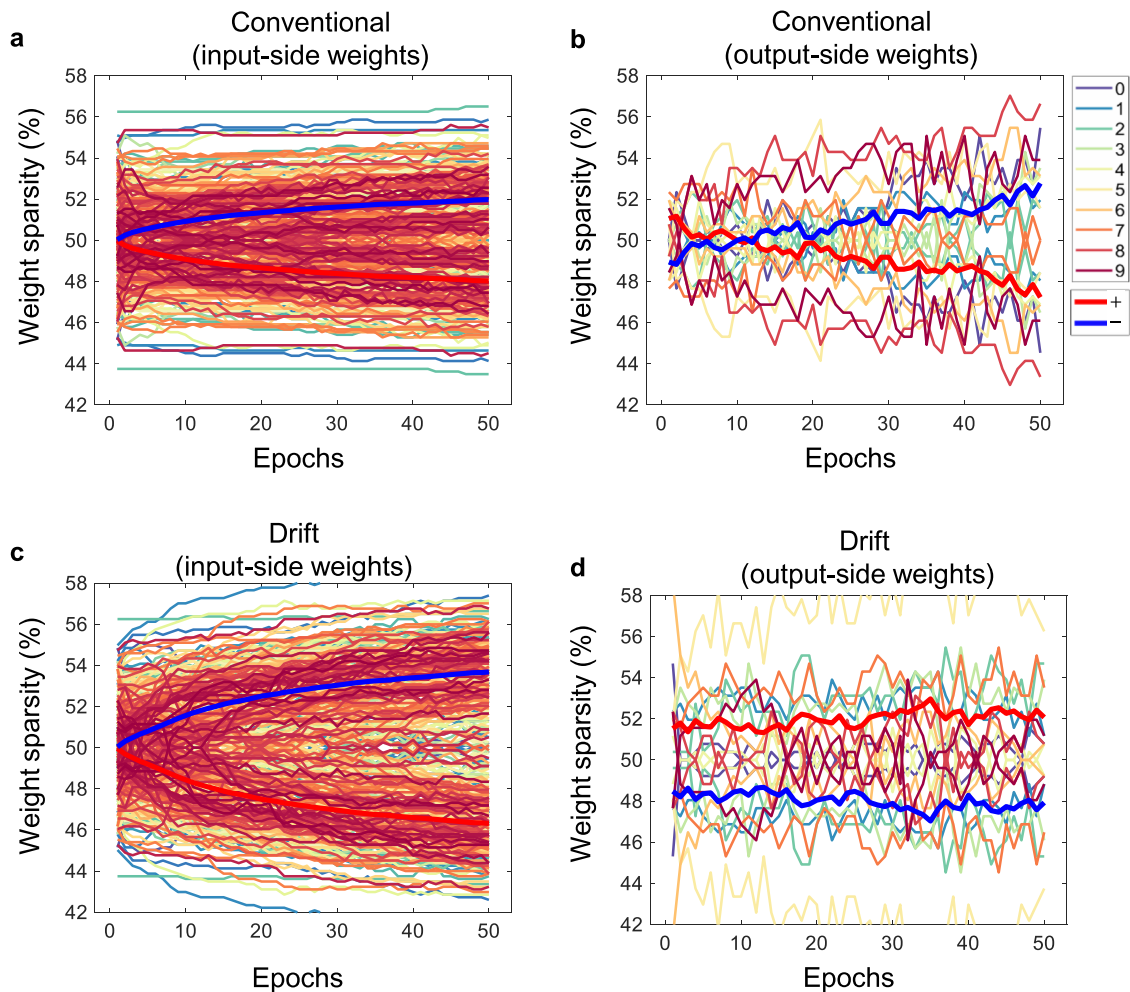 a
Conventional
(input-side weights)
Weight sparsity (%)
58
56
54
52
50
48
46
44
42
0 10 20 30 40 50
Epochs
b
Conventional
(output-side weights)
Weight sparsity (%)
58
56
54
52
50
48
46
44
42
0 10 20 30 40 50
Epochs
0
1
2
3
4
5
6
7
8
9
+
−
c
Drift
(input-side weights)
Weight sparsity (%)
58
56
54
52
50
48
46
44
42
0 10 20 30 40 50
Epochs
d
Drift
(output-side weights)
Weight sparsity (%)
58
56
54
52
50
48
46
44
42
0 10 20 30 40 50
Epochs